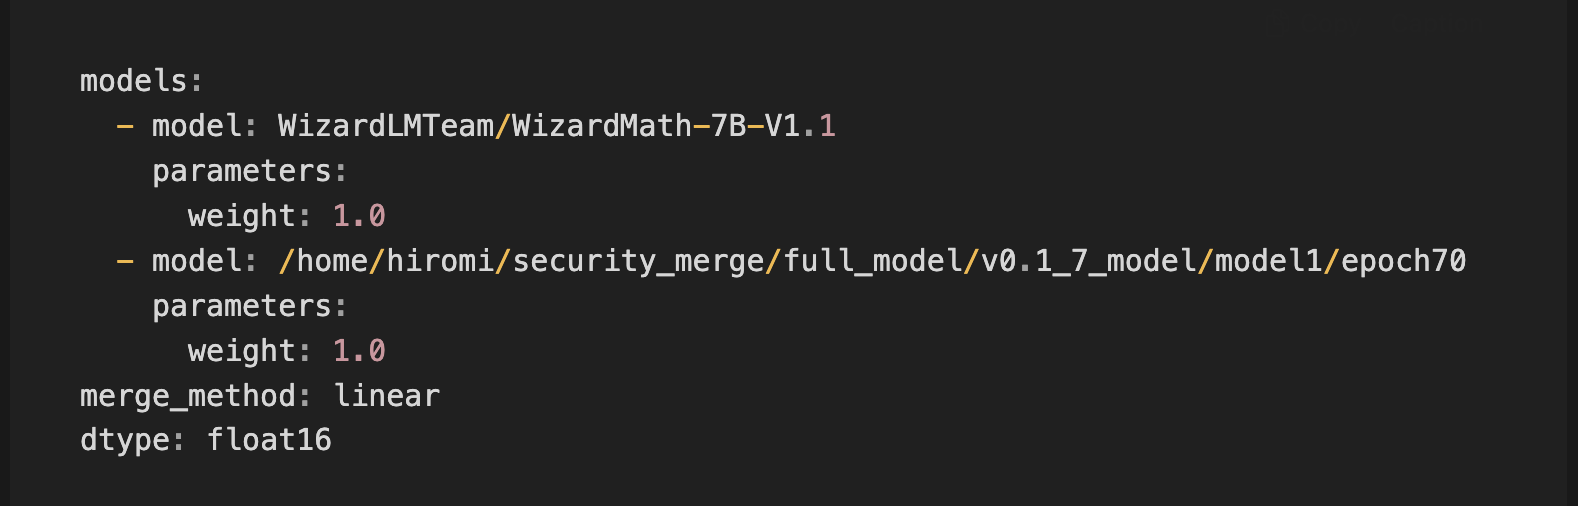 models:
  - model: WizardLMTeam/WizardMath-7B-V1.1
    parameters:
      weight: 1.0
  - model: /home/hiromi/security_merge/full_model/v0.1_7_model/model1/epoch70
    parameters:
      weight: 1.0
merge_method: linear
dtype: float16